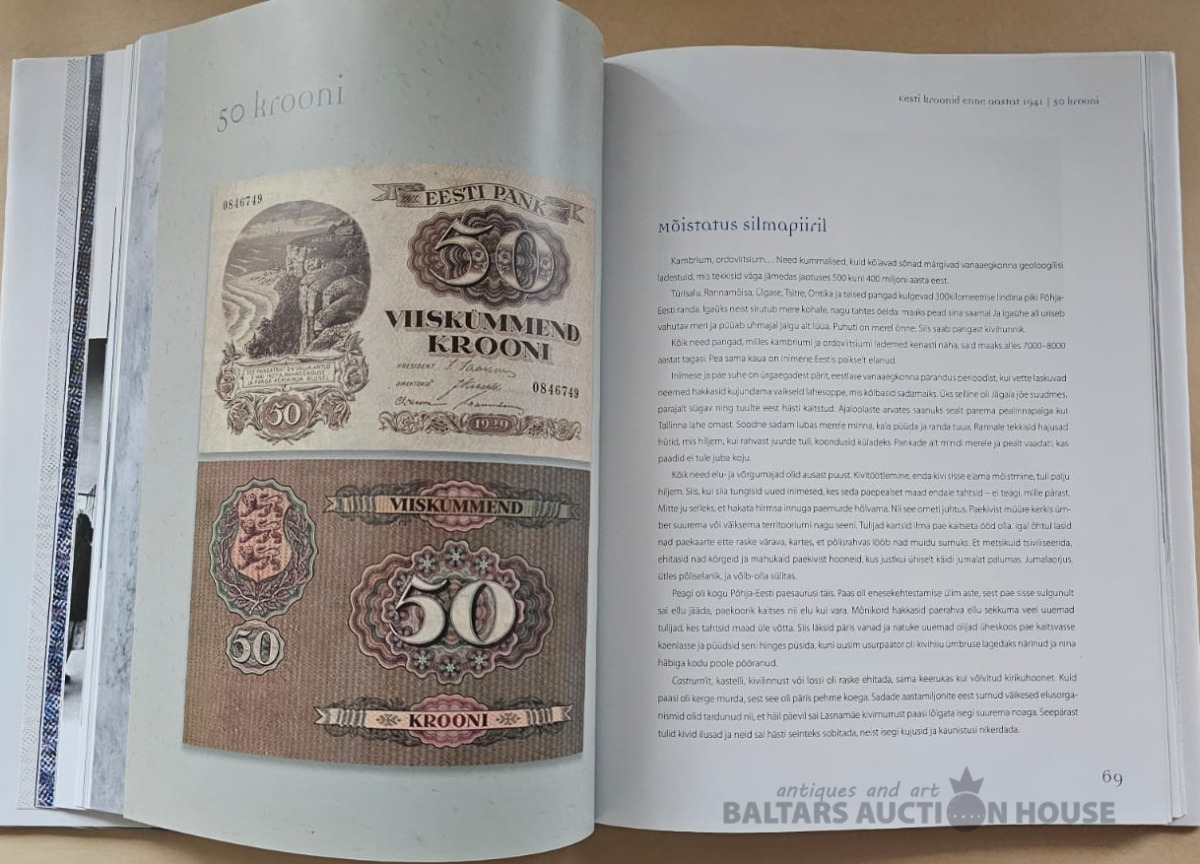 50 krooni
0846749
EESTI PANK
50
VIISKÜMMEND
KROONI
PRESIDENT
DIREKTORID
0846749
50
1929
VIISKÜMMEND
50
50
KROONI
eesti kroonid enne aastat 1941 | 50 krooni
Mõistatus silmapiiril
Kambrium, ordoviitsium... Need kummalised, kuid kõlavad sõnad märgivad vanaaegkonna geoloogilisi
ladestuid, mis tekkisid väga jämedas jaotuses 500 kuni 400 miljoni aasta eest.
Türisalu, Rannamõisa, Ülgase, Tsitre, Ontika ja teised pangad kulgevad 300kilomeetrise lindina piki Põhja-
Eesti randa. Igaüks neist sirutub mere kohale, nagu tahtes öelda: maaks pead sina saama! Ja igaühe all uriseb
vahutav meri ja püüab uhmajal jalgu alt lüüa. Puhuti on merel õnne. Siis saab pangast kivihunnik.
Kõik need pangad, milles kambriumi ja ordoviitsiumi lademed kenasti näha, said maaks alles 7000–8000
aastat tagasi. Pea sama kaua on inimene Eestis paikselt elanud.
Inimese ja pae suhe on ürgaegadest pärit, eestlase vanaaegkonna pärandus perioodist, kui vette laskuvad
neemed hakkasid kujundama vaikseid lahesoppe, mis kõlbasid sadamaiks. Üks selline oli Jägala jõe suudmes,
parajalt sügav ning tuulte eest hästi kaitstud. Ajaloolaste arvates saanuks sealt parema pealinnapaiga kui
Tallinna lahe omast. Soodne sadam lubas merele minna, kala püüda ja randa tuua. Rannale tekkisid hajusad
hütid, mis hiljem, kui rahvast juurde tuli, koondusid küladeks. Pankade alt mindi merele ja pealt vaadati, kas
paadid ei tule juba koju.
Kõik need elu- ja võrgumajad olid ausast puust. Kivitöötlemine, enda kivi sisse elama mõistmine, tuli palju
hiljem. Siis, kui siia tungisid uued inimesed, kes seda paepealset maad endale tahtsid – ei teagi, mille pärast.
Mitte ju selleks, et hakata hirmsa innuga paemurde hõlvama. Nii see ometi juhtus. Paekivist müüre kerkis üm-
ber suurema või väiksema territooriumi nagu seeni. Tulijad kartsid ilma pae kaitseta ööd olla. Igal õhtul lasid
nad paekaarte ette raske värava, kartes, et põlisrahvas lööb nad muidu sumuks. Et metsikuid tsiviliseerida,
ehitasid nad kõrgeid ja mahukaid paekivist hooneid, kus justkui ühiselt käidi jumalat palumas. Jumalaorjus,
ütles põliselanik, ja võib-olla sülitas.
Peagi oli kogu Põhja-Eesti paesaurusi täis. Paas oli enesekehtestamise ülim aste, sest pae sisse sulgunult
sai ellu jääda, paekoorik kaitses nii elu kui vara. Mõnikord hakkasid paerahva ellu sekkuma veel uuemad
tulijad, kes tahtsid maad üle võtta. Siis läksid päris vanad ja natuke uuemad olijad üheskoos pae kaitsvasse
kaenlasse ja püüdsid seni hinges püsida, kuni uusim usurpaator oli kivihiiu ümbruse lagedaks närinud ja nina
häbiga kodu poole pööranud.
Castrum'it, kastelli, kivilinnust või lossi oli raske ehitada, sama keerukas kui võlvitud kirikuhoonet. Kuid
paasi oli kerge murda, sest see oli päris pehme koega. Sadade aastamiljonite eest surnud väikesed elusorga-
nismid olid tardunud nii, et häil päevil sai Lasnamäe kivimurrust paasi lõigata isegi suurema noaga. Seepärast
tulid kivid ilusad ja neid sai hästi seinteks sobitada, neist isegi kujusid ja kaunistusi nikerdada.
69
antiques and art
BALTARS AUCTION HOUSE